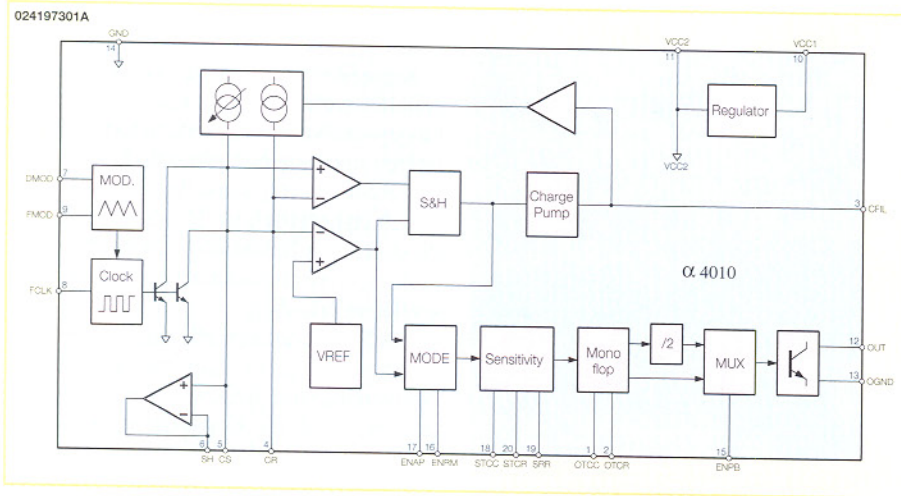 024197301A
GND
14
VCC2
11
VCC1
10
Regulator
VCC2
DMOD
7
MOD.
FMOD
9
FCLK
8
Clock
+
−
S&H
Charge
Pump
3
CFIL
−
+
α 4010
VREF
MODE
Sensitivity
Mono
flop
/2
MUX
12
OUT
13
OGND
+
−
6
SH
5
CS
4
CR
17
ENAP
16
ENRM
18
STCC
20
STCR
19
SRR
1
OTCC
2
OTCR
15
ENPB